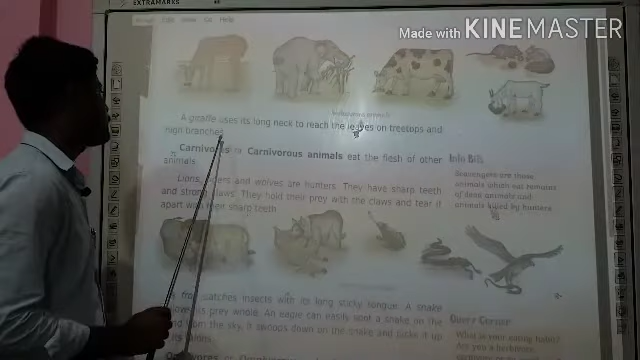 EXTRAMARKS
Made with KINEMASTER
A giraffe uses its long neck to reach the leaves on treetops and
high branches.
Carnivores or Carnivorous animals eat the flesh of other
animals.
Info Bits
Scavengers are those
animals which eat remains
of dead animals and
animals killed by hunters
Lions, tigers and wolves are hunters. They have sharp teeth
and strong claws. They hold their prey with the claws and tear it
apart with their sharp teeth.
A frog catches insects with its long sticky tongue. A snake
its prey whole. An eagle can easily spot a snake on the
from the sky. It swoops down on the snake and picks it up
its talons.
Corner
What is your eating habit?
Are you a herbivore,
or